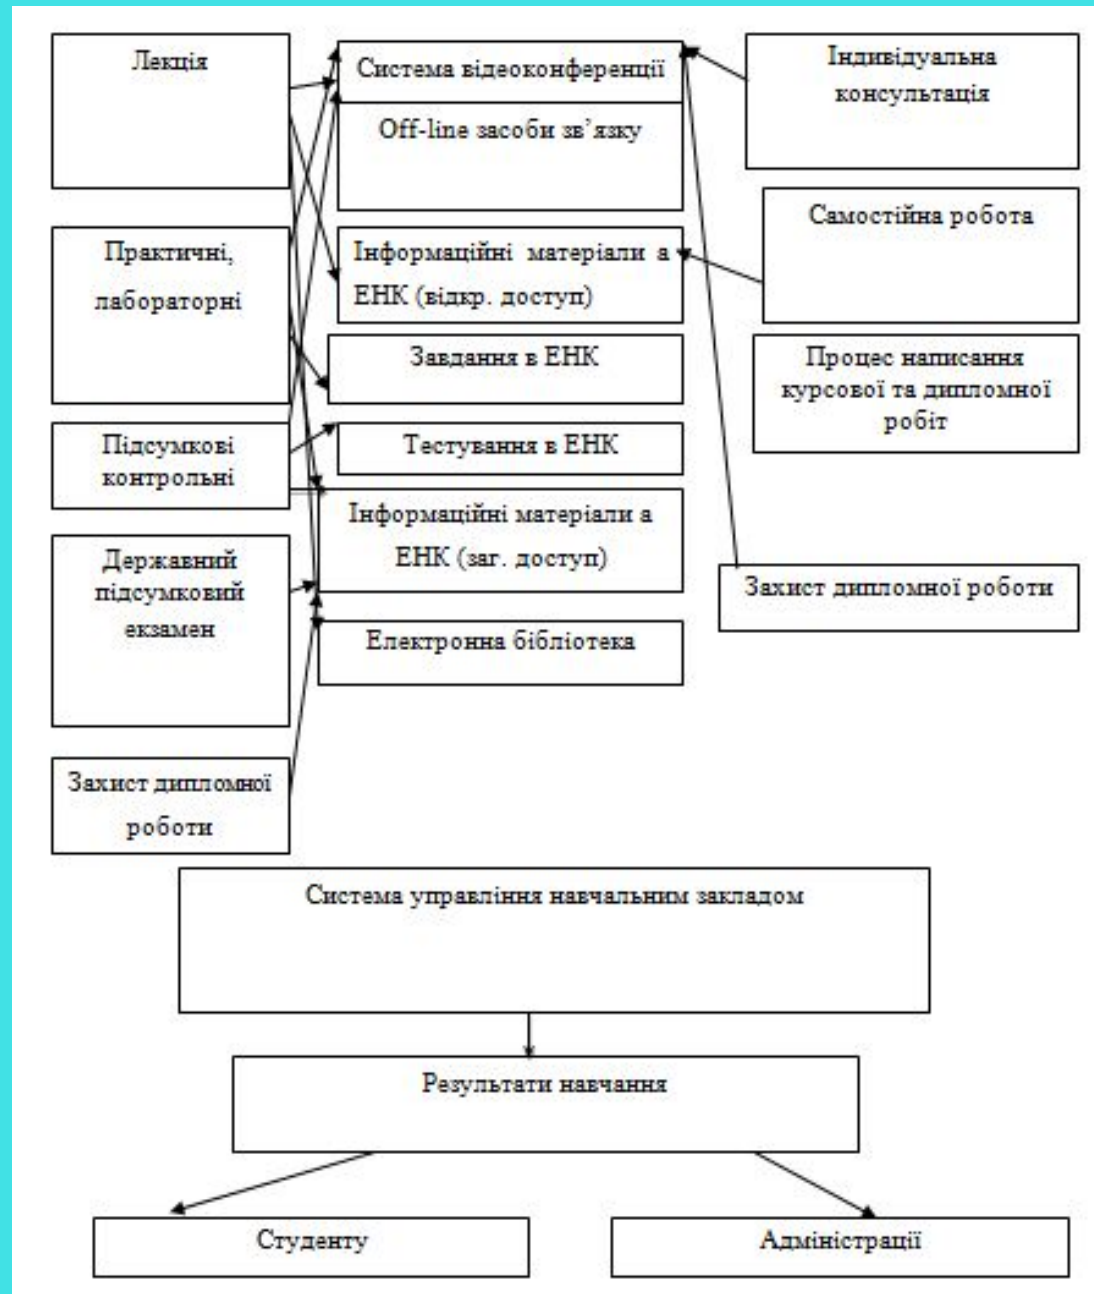 Лекція
Практичні,
лабораторні
Підсумкові
контрольні
Державний
підсумковий
екзамен
Захист дипломної
роботи
Система відеоконференції
Off-line засоби зв’язку
Інформаційні матеріали а
ЕНК (відкр. доступ)
Завдання в ЕНК
Тестування в ЕНК
Інформаційні матеріали а
ЕНК (заг. доступ)
Електронна бібліотека
Індивідуальна
консультація
Самостійна робота
Процес написання
курсової та дипломної
робіт
Захист дипломної роботи
Система управління навчальним закладом
Результати навчання
Студенту
Адміністрації